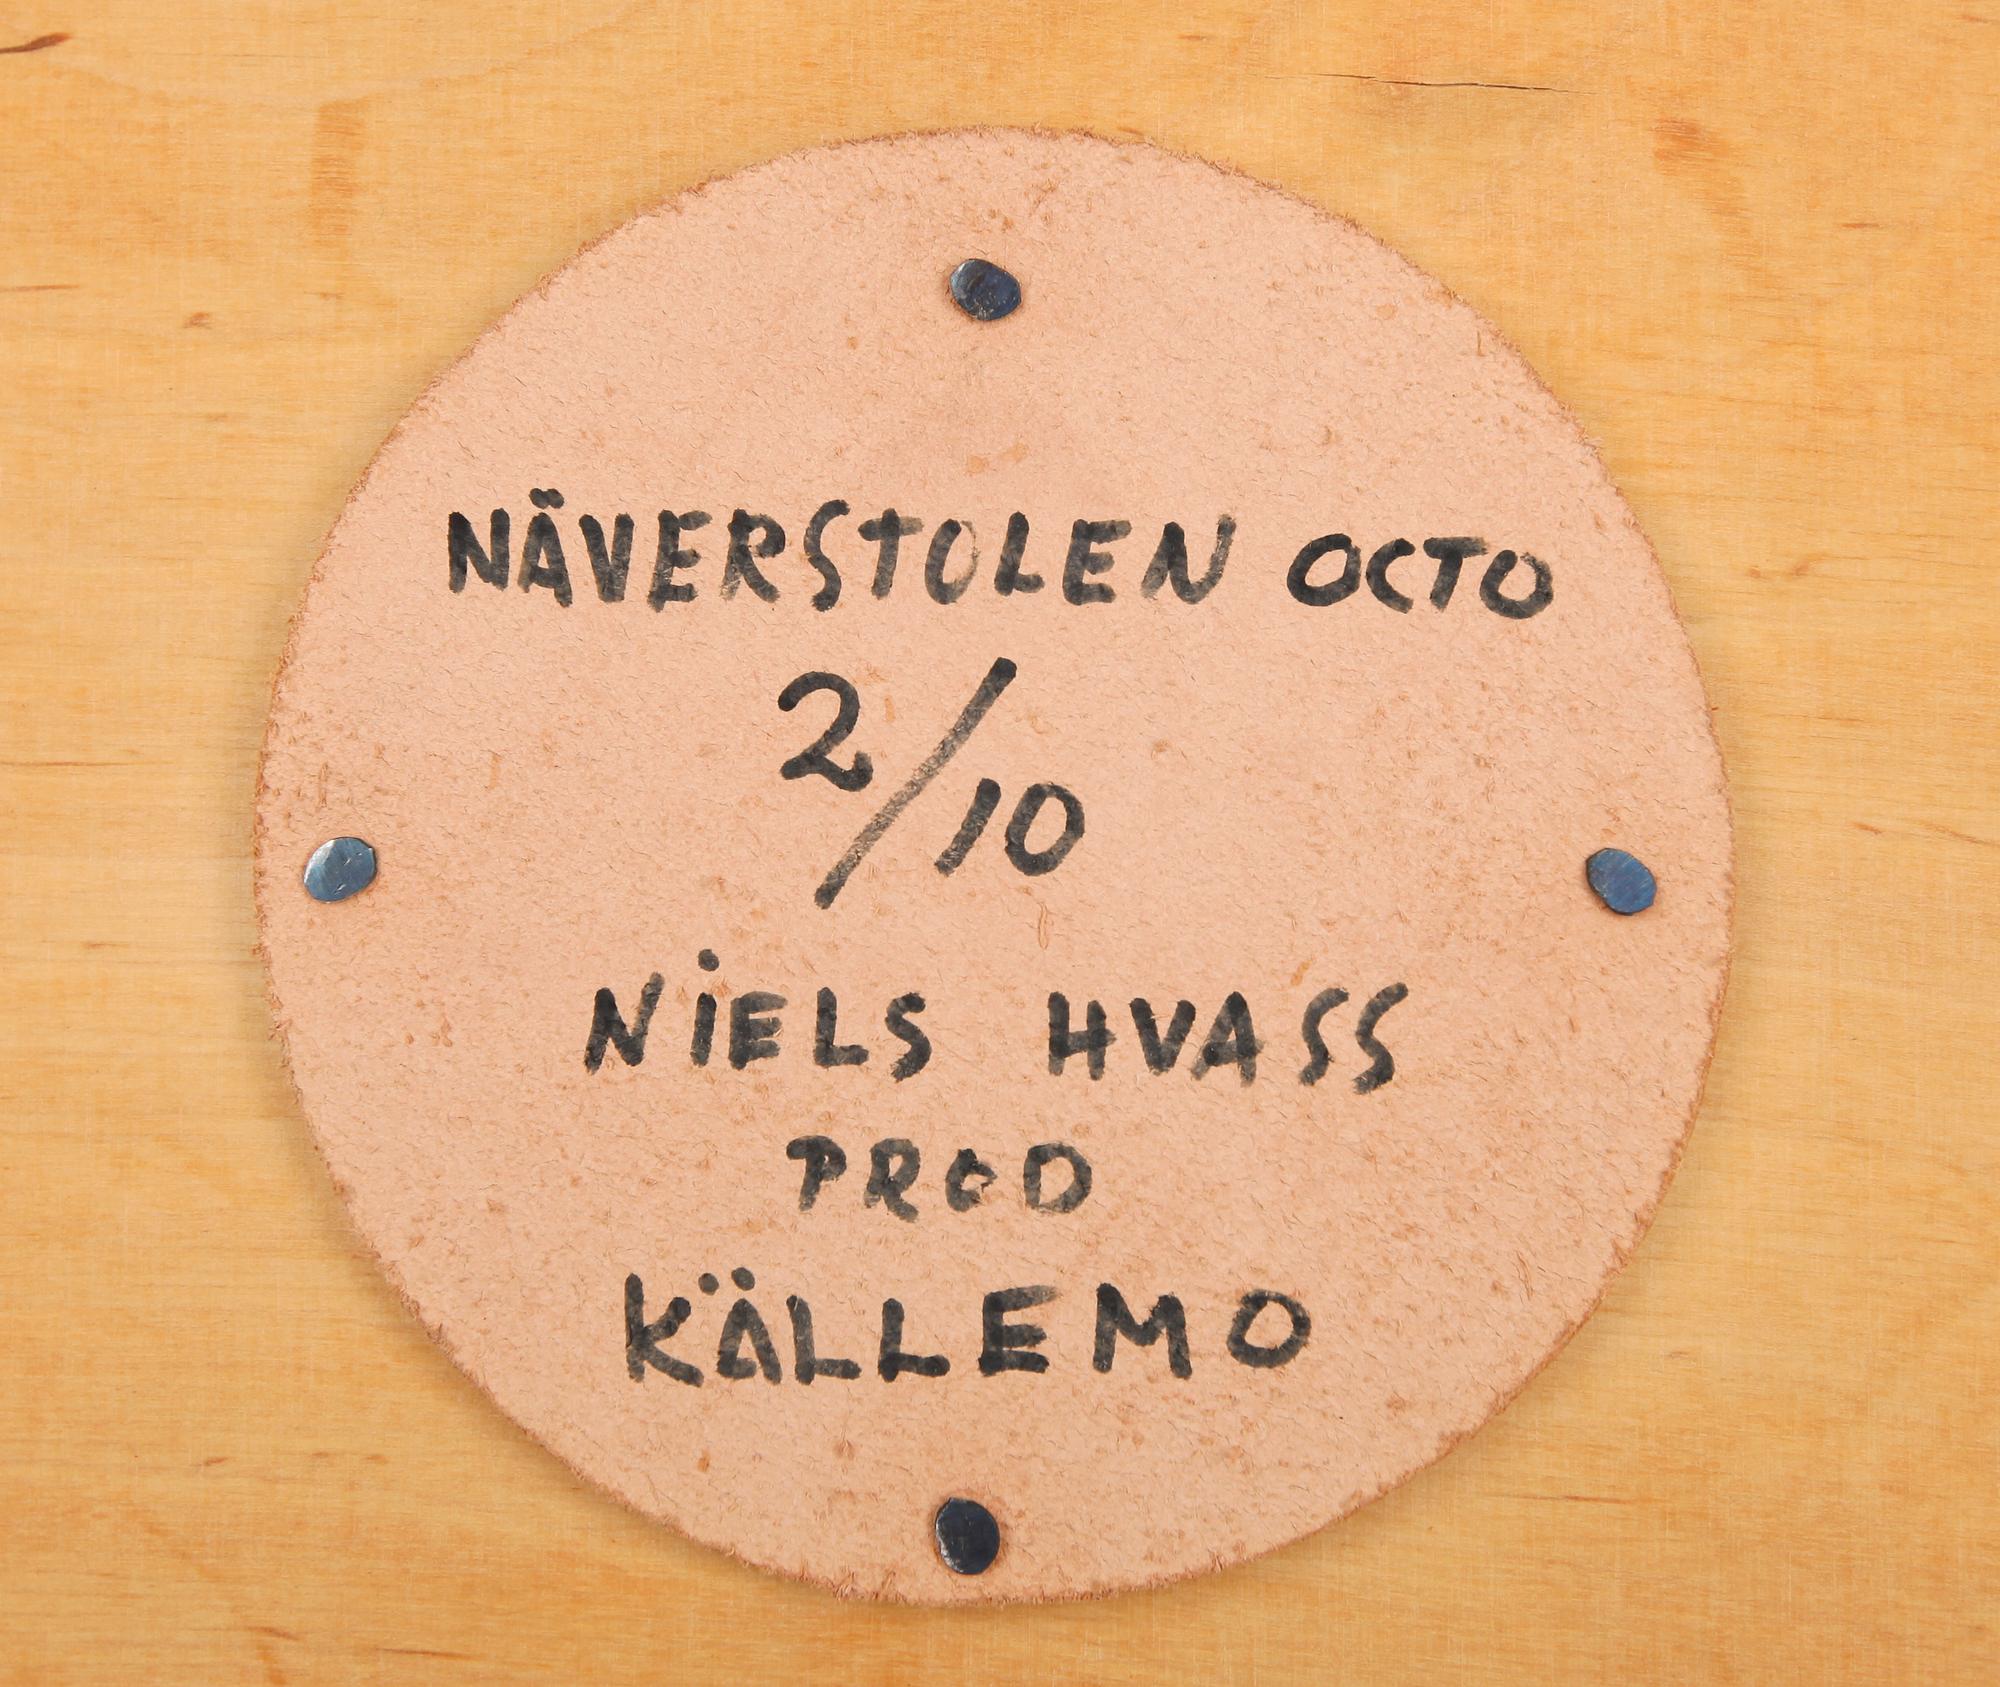 NÄVERSTOLEN OCTO
2/10
NiELS HVASS
PROD
KÄLLEMO